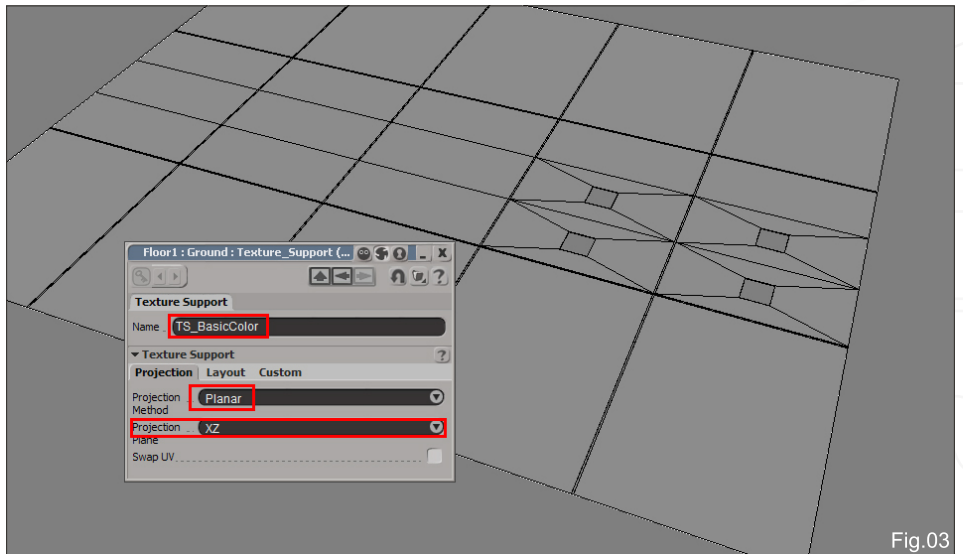 Floor1 : Ground : Texture_Support (...
Texture Support
Name
TS_BasicColor
Texture Support
?
Projection Layout Custom
Projection Method
Planar
Projection Plane
XZ
Swap UV
Fig.03